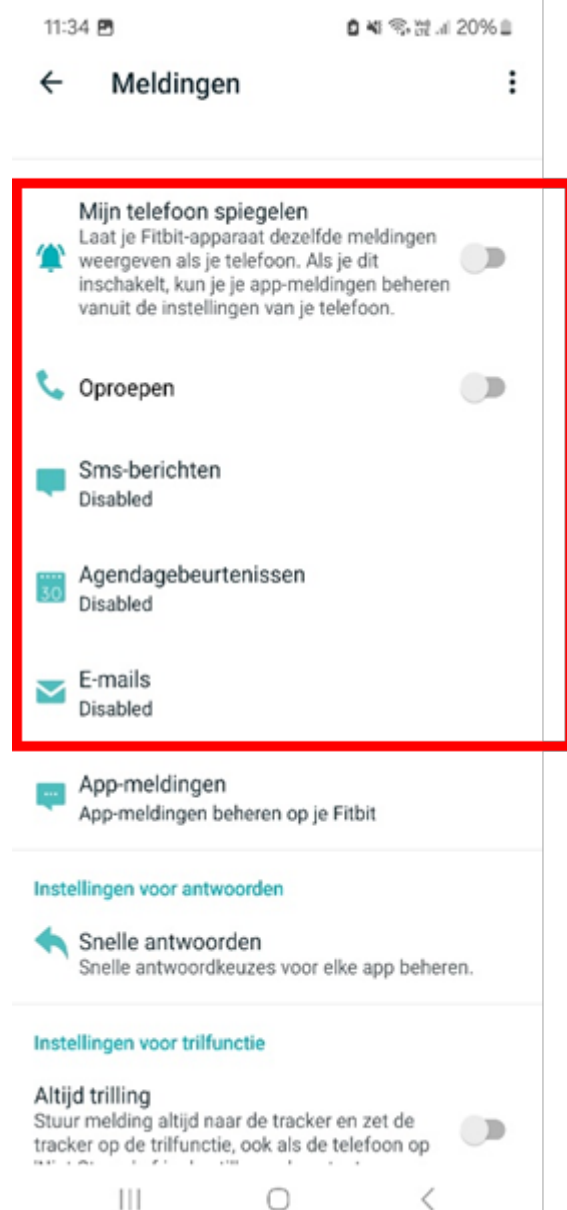 11:34 20%
Meldingen
Mijn telefoon spiegelen
Laat je Fitbit-apparaat dezelfde meldingen
weergeven als je telefoon. Als je dit
inschakelt, kun je je app-meldingen beheren
vanuit de instellingen van je telefoon.
Oproepen
Sms-berichten
Disabled
30
Agendagebeurtenissen
Disabled
E-mails
Disabled
App-meldingen
App-meldingen beheren op je Fitbit
Instellingen voor antwoorden
Snelle antwoorden
Snelle antwoordkeuzes voor elke app beheren.
Instellingen voor trilfunctie
Altijd trilling
Stuur melding altijd naar de tracker en zet de
tracker op de trilfunctie, ook als de telefoon op